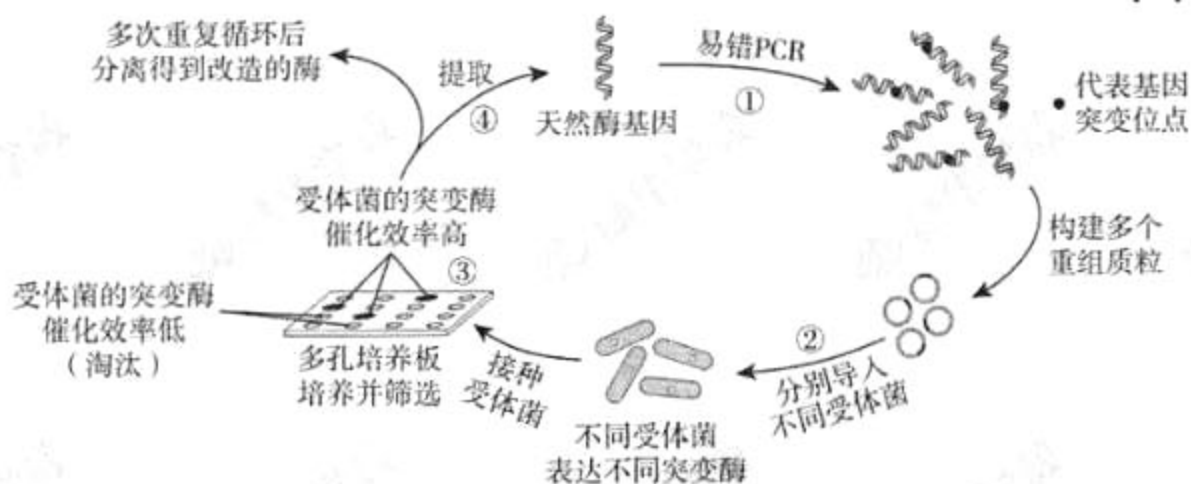 多次重复循环后
分离得到改造的酶
提取
④
天然酶基因
易错PCR
①
代表基因
突变位点
构建多个
重组质粒
②
分别导入
不同受体菌
不同受体菌
表达不同突变酶
接种
受体菌
多孔培养板
培养并筛选
③
受体菌的突变酶
催化效率高
受体菌的突变酶
催化效率低
（淘汰）